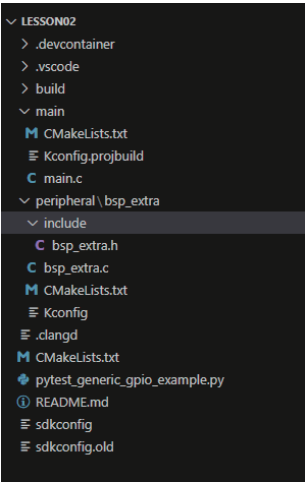 LESSON02
.devcontainer
.vscode
build
main
M CMakeLists.txt
Kconfig.projbuild
C main.c
peripheral \ bsp_extra
include
C bsp_extra.h
C bsp_extra.c
M CMakeLists.txt
Kconfig
.clangd
M CMakeLists.txt
pytest_generic_gpio_example.py
README.md
sdkconfig
sdkconfig.old